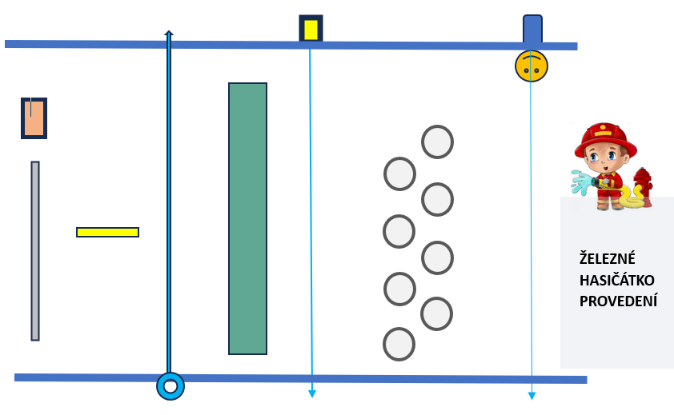 ŽELEZNÉ
HASIČÁTKO
PROVEDENÍ